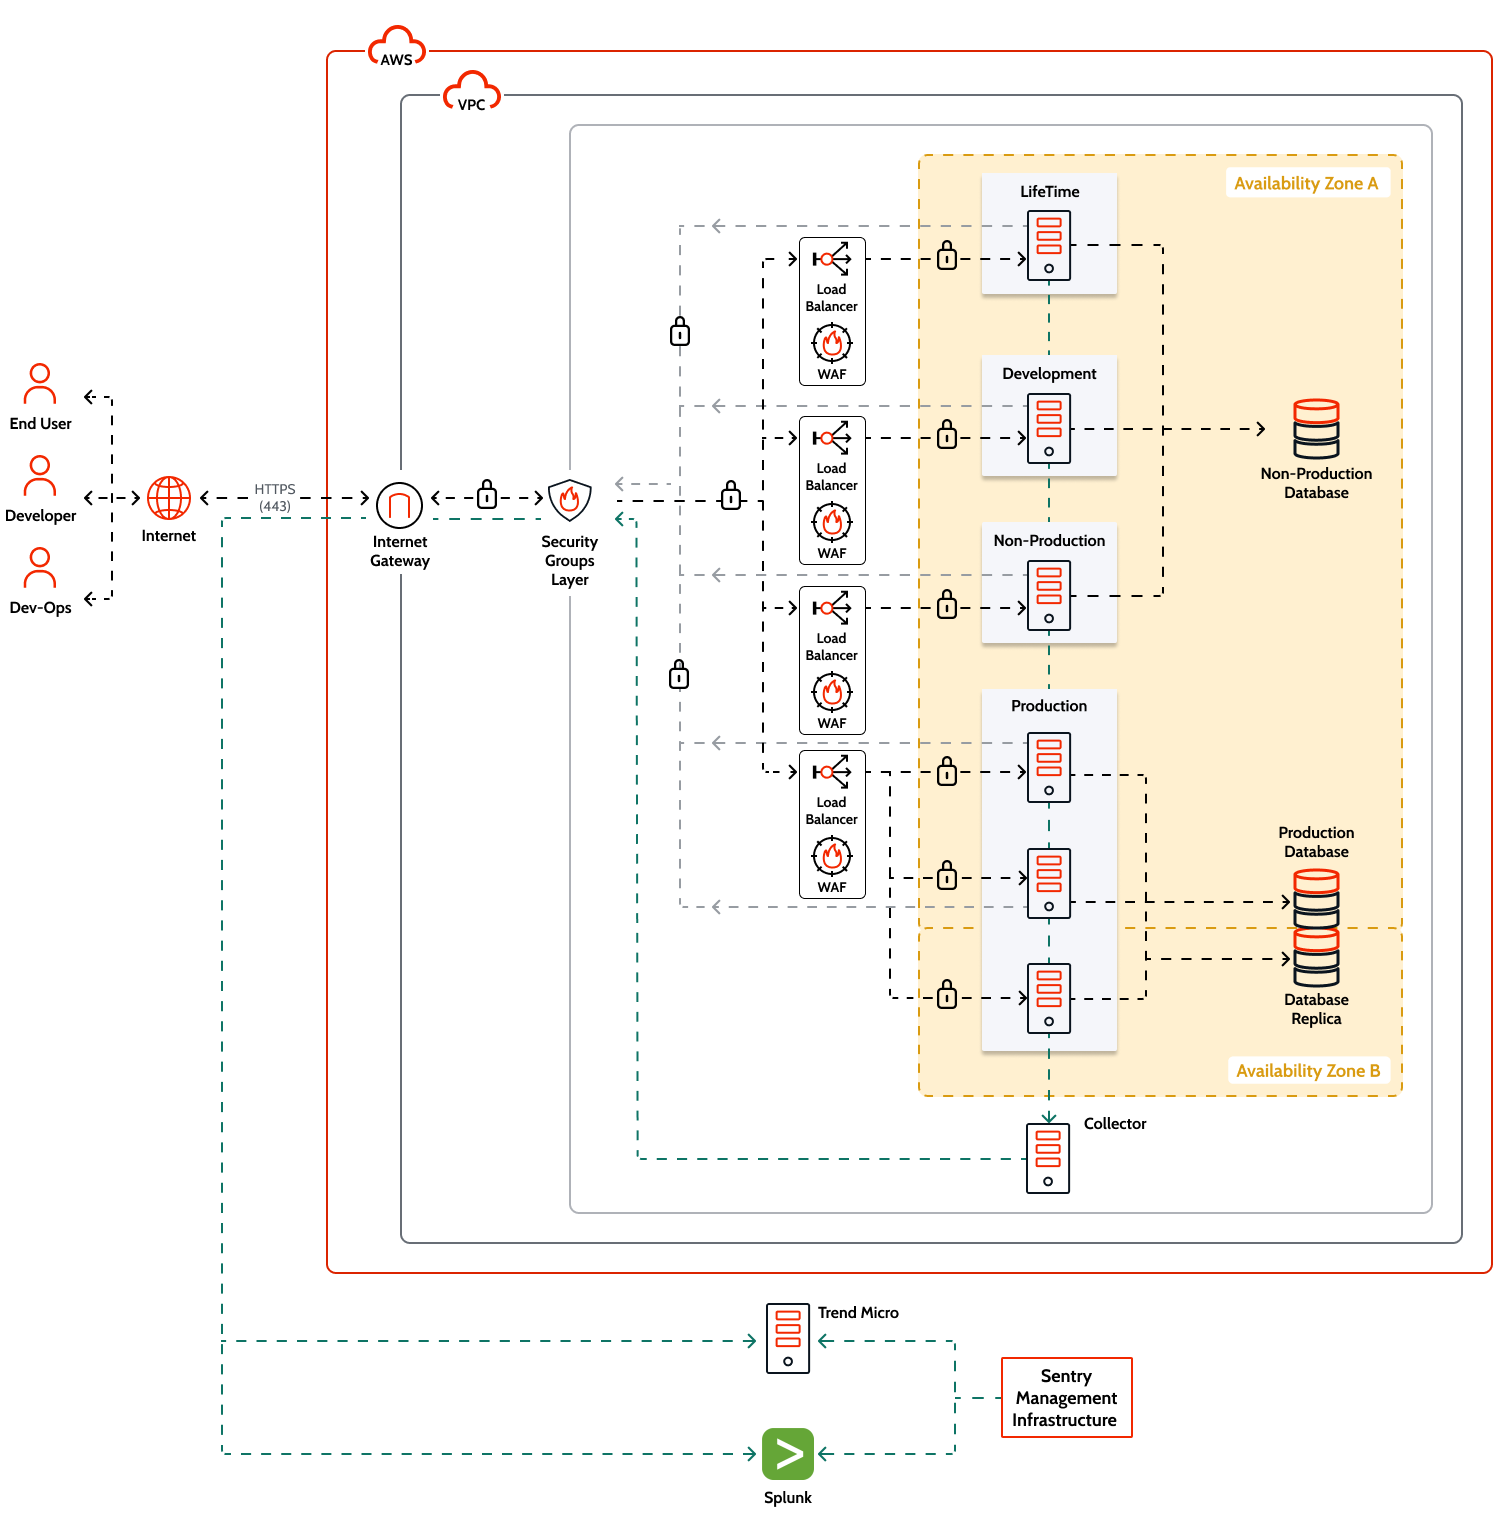 AWS
VPC
Availability Zone A
LifeTime
Load
Balancer
WAF
Development
End User
Load
Balancer
WAF
Non-Production
Database
Developer
Internet
HTTPS
(443)
Internet
Gateway
Security
Groups
Layer
Non-Production
Dev-Ops
Load
Balancer
WAF
Production
Load
Balancer
WAF
Production
Database
Database
Replica
Availability Zone B
Collector
Trend Micro
Sentry
Management
Infrastructure
Splunk